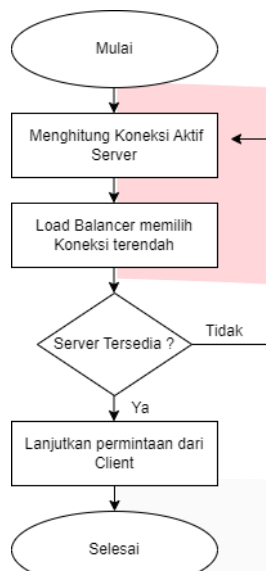 Mulai
Menghitung Koneksi Aktif
Server
Load Balancer memilih
Koneksi terendah
Server Tersedia ?
Tidak
Ya
Lanjutkan permintaan dari
Client
Selesai